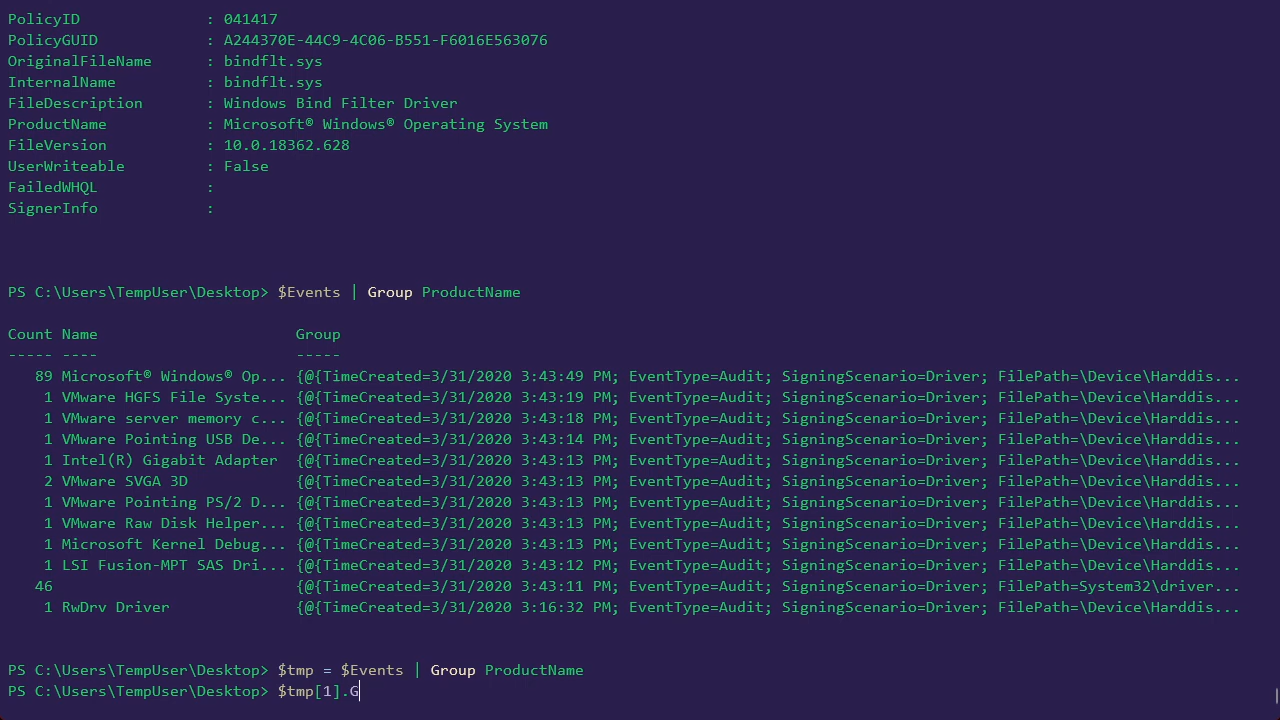 PolicyID              : 041417
PolicyGUID            : A244370E-44C9-4C06-B551-F6016E563076
OriginalFileName      : bindflt.sys
InternalName          : bindflt.sys
FileDescription       : Windows Bind Filter Driver
ProductName           : Microsoft® Windows® Operating System
FileVersion           : 10.0.18362.628
UserWriteable         : False
FailedWHQL            :
SignerInfo            :
PS C:\Users\TempUser\Desktop> $Events | Group ProductName
Count Name                      Group
----- ----                      -----
   89 Microsoft® Windows® Op... {@{TimeCreated=3/31/2020 3:43:49 PM; EventType=Audit; SigningScenario=Driver; FilePath=\Device\Harddis...
    1 VMware HGFS File Syste... {@{TimeCreated=3/31/2020 3:43:19 PM; EventType=Audit; SigningScenario=Driver; FilePath=\Device\Harddis...
    1 VMware server memory c... {@{TimeCreated=3/31/2020 3:43:18 PM; EventType=Audit; SigningScenario=Driver; FilePath=\Device\Harddis...
    1 VMware Pointing USB De... {@{TimeCreated=3/31/2020 3:43:14 PM; EventType=Audit; SigningScenario=Driver; FilePath=\Device\Harddis...
    1 Intel(R) Gigabit Adapter  {@{TimeCreated=3/31/2020 3:43:13 PM; EventType=Audit; SigningScenario=Driver; FilePath=\Device\Harddis...
    2 VMware SVGA 3D            {@{TimeCreated=3/31/2020 3:43:13 PM; EventType=Audit; SigningScenario=Driver; FilePath=\Device\Harddis...
    1 VMware Pointing PS/2 D... {@{TimeCreated=3/31/2020 3:43:13 PM; EventType=Audit; SigningScenario=Driver; FilePath=\Device\Harddis...
    1 VMware Raw Disk Helper... {@{TimeCreated=3/31/2020 3:43:13 PM; EventType=Audit; SigningScenario=Driver; FilePath=\Device\Harddis...
    1 Microsoft Kernel Debug... {@{TimeCreated=3/31/2020 3:43:13 PM; EventType=Audit; SigningScenario=Driver; FilePath=\Device\Harddis...
    1 LSI Fusion-MPT SAS Dri... {@{TimeCreated=3/31/2020 3:43:12 PM; EventType=Audit; SigningScenario=Driver; FilePath=\Device\Harddis...
   46                           {@{TimeCreated=3/31/2020 3:43:11 PM; EventType=Audit; SigningScenario=Driver; FilePath=System32\driver...
    1 RwDrv Driver              {@{TimeCreated=3/31/2020 3:16:32 PM; EventType=Audit; SigningScenario=Driver; FilePath=\Device\Harddis...
PS C:\Users\TempUser\Desktop> $tmp = $Events | Group ProductName
PS C:\Users\TempUser\Desktop> $tmp[1].G